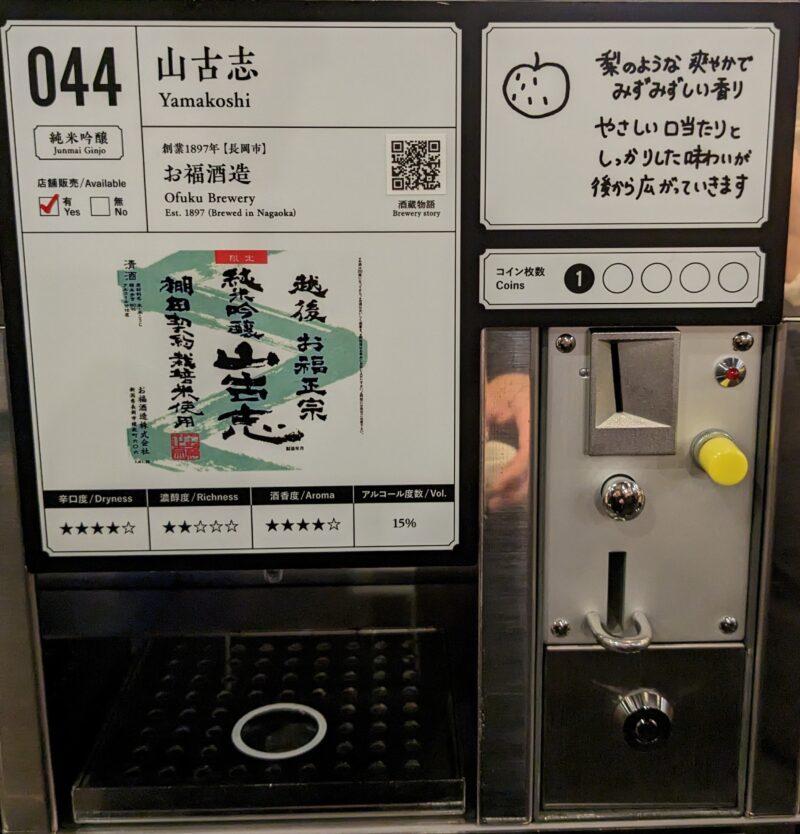 044
純米吟醸
Junmai Ginjo
店舗販売/Available
有
Yes
無
No
山古志
Yamakoshi
創業1897年【長岡市】
お福酒造
Ofuku Brewery
Est. 1897 (Brewed in Nagaoka)
酒蔵物語
Brewery story
越後 お福正宗
山古志
限定
純米吟醸
棚田契約栽培米使用
清酒
お福酒造株式会社
製造年月
辛口度/Dryness
★★★★☆
濃醇度/Richness
★★☆☆☆
酒香度/Aroma
★★★★☆
アルコール度数/Vol.
15%
梨のような 爽やかで
みずみずしい香り
やさしい口当たりと
しっかりした味わいが
後から広がっていきます
コイン枚数
Coins
1